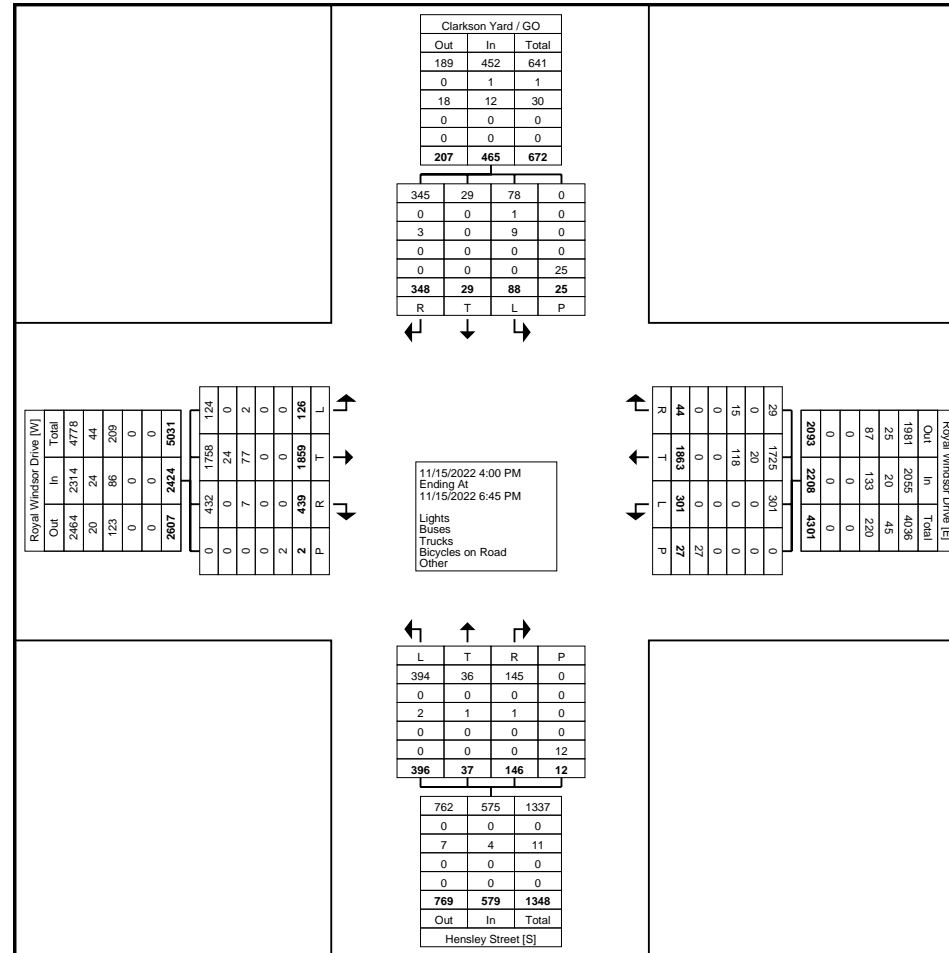 Clarkson Yard / GO
Out In Total
189 452 641
0 1 1
18 12 30
0 0 0
0 0 0
207 465 672
345 29 78 0
0 0 1 0
3 0 9 0
0 0 0 0
0 0 0 25
348 29 88 25
R T L P
Royal Windsor Drive [W]
Total In Out
4778 2314 2464
44 24 20
209 86 123
0 0 0
0 0 0
5031 2424 2607
124 1758 432 0
0 24 0 0
2 77 7 0
0 0 0 0
0 0 0 2
126 1859 439 2
L T R P
11/15/2022 4:00 PM
Ending At
11/15/2022 6:45 PM
Lights
Buses
Trucks
Bicycles on Road
Other
Royal Windsor Drive [E]
Out In Total
1981 2055 4036
25 20 45
87 133 220
0 0 0
0 0 0
2093 2208 4301
29 1725 301 0
0 20 0 0
15 118 0 0
0 0 0 0
0 0 0 27
44 1863 301 27
R T L P
L T R P
394 36 145 0
0 0 0 0
2 1 1 0
0 0 0 0
0 0 0 12
396 37 146 12
762 575 1337
0 0 0
7 4 11
0 0 0
0 0 0
769 579 1348
Out In Total
Hensley Street [S]